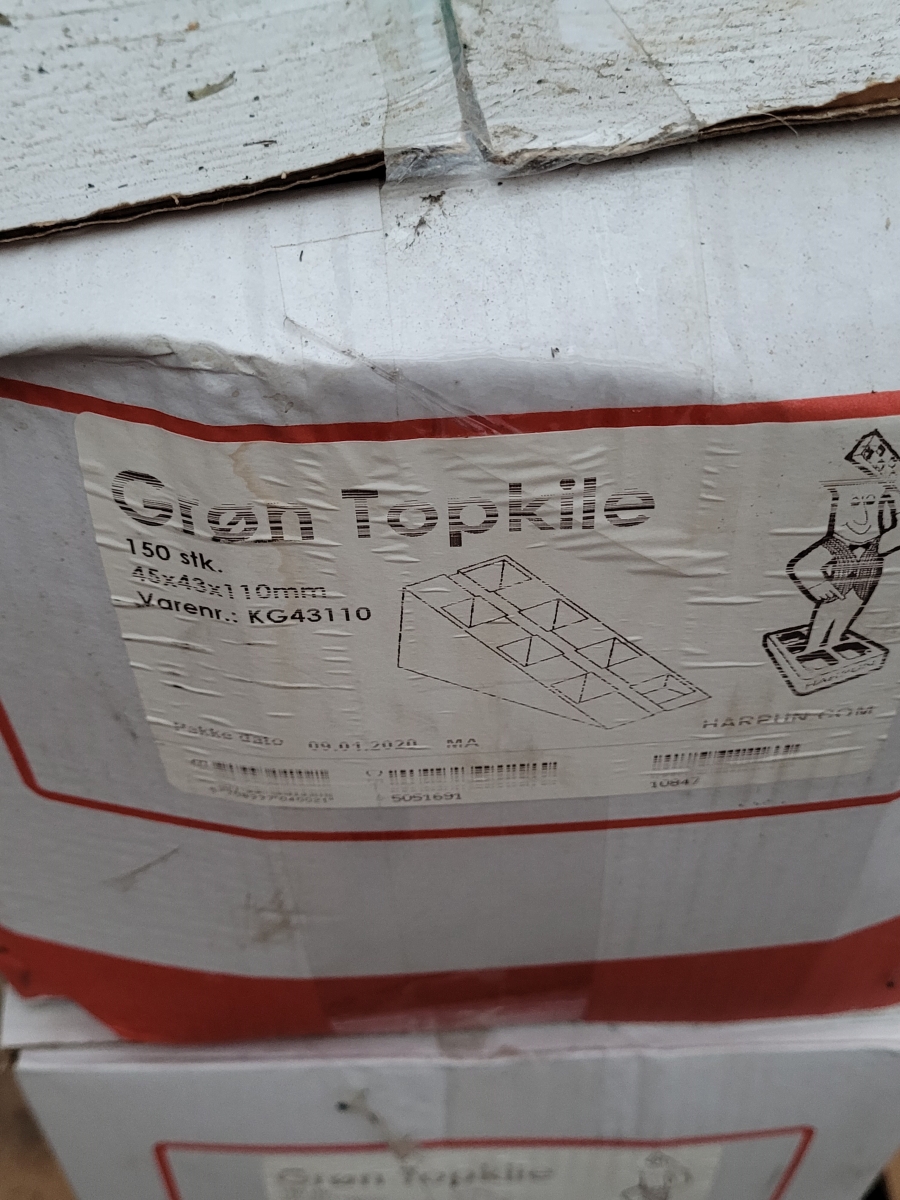 Grøn Topkile
150 stk.
45x43x110mm
Varenr.: KG43110
HARPUN
HARPUN.COM
Pakke dato 09.01.2020 MA
5051691
10847
Grøn Topkile